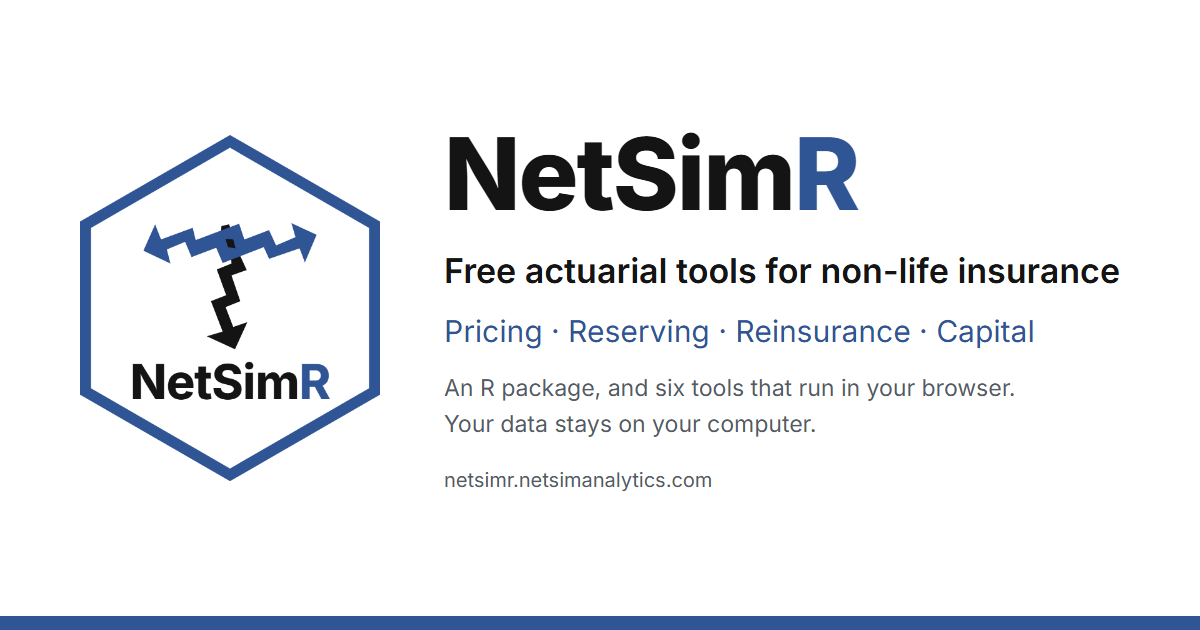 NetSimR
NetSimR
Free actuarial tools for non-life insurance
Pricing · Reserving · Reinsurance · Capital
An R package, and six tools that run in your browser.
Your data stays on your computer.
netsimr.netsimanalytics.com